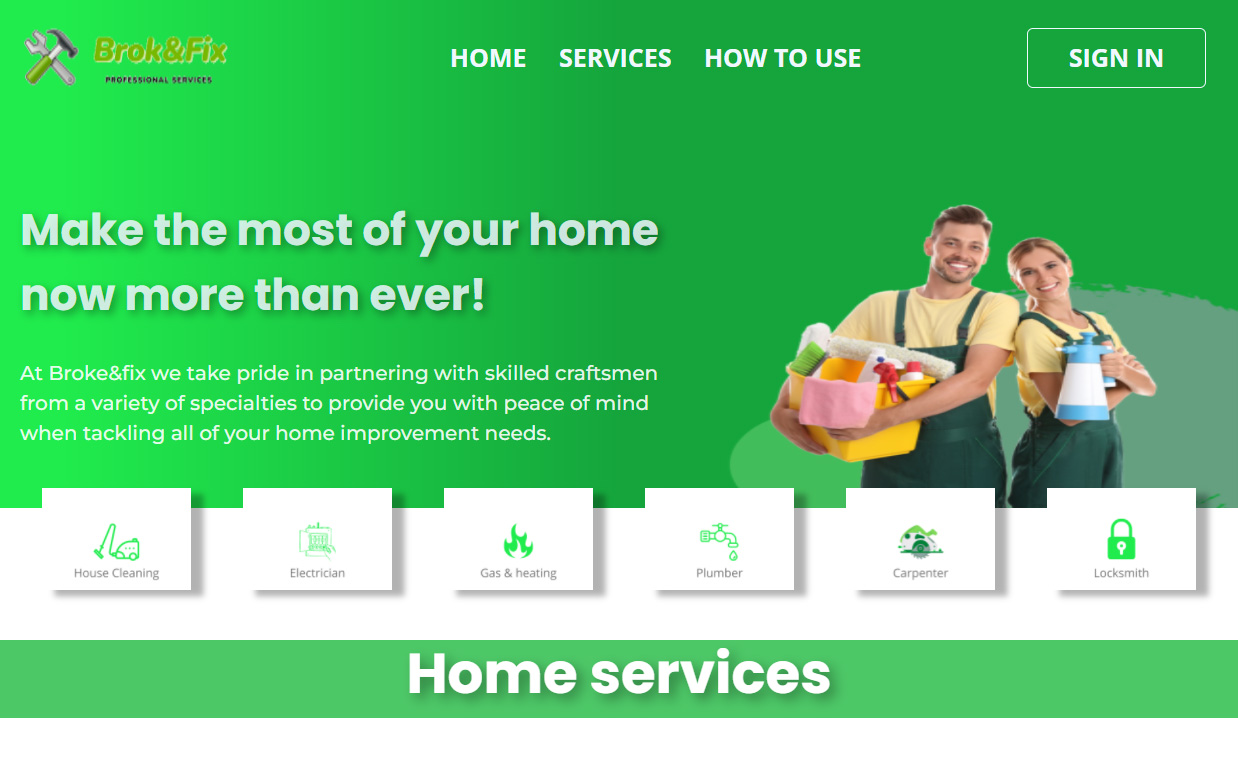 Brok&Fix
PROFESSIONAL SERVICES
HOME SERVICES HOW TO USE
SIGN IN
Make the most of your home
now more than ever!
At Broke&fix we take pride in partnering with skilled craftsmen
from a variety of specialties to provide you with peace of mind
when tackling all of your home improvement needs.
House Cleaning
Electrician
Gas & heating
Plumber
Carpenter
Locksmith
Home services